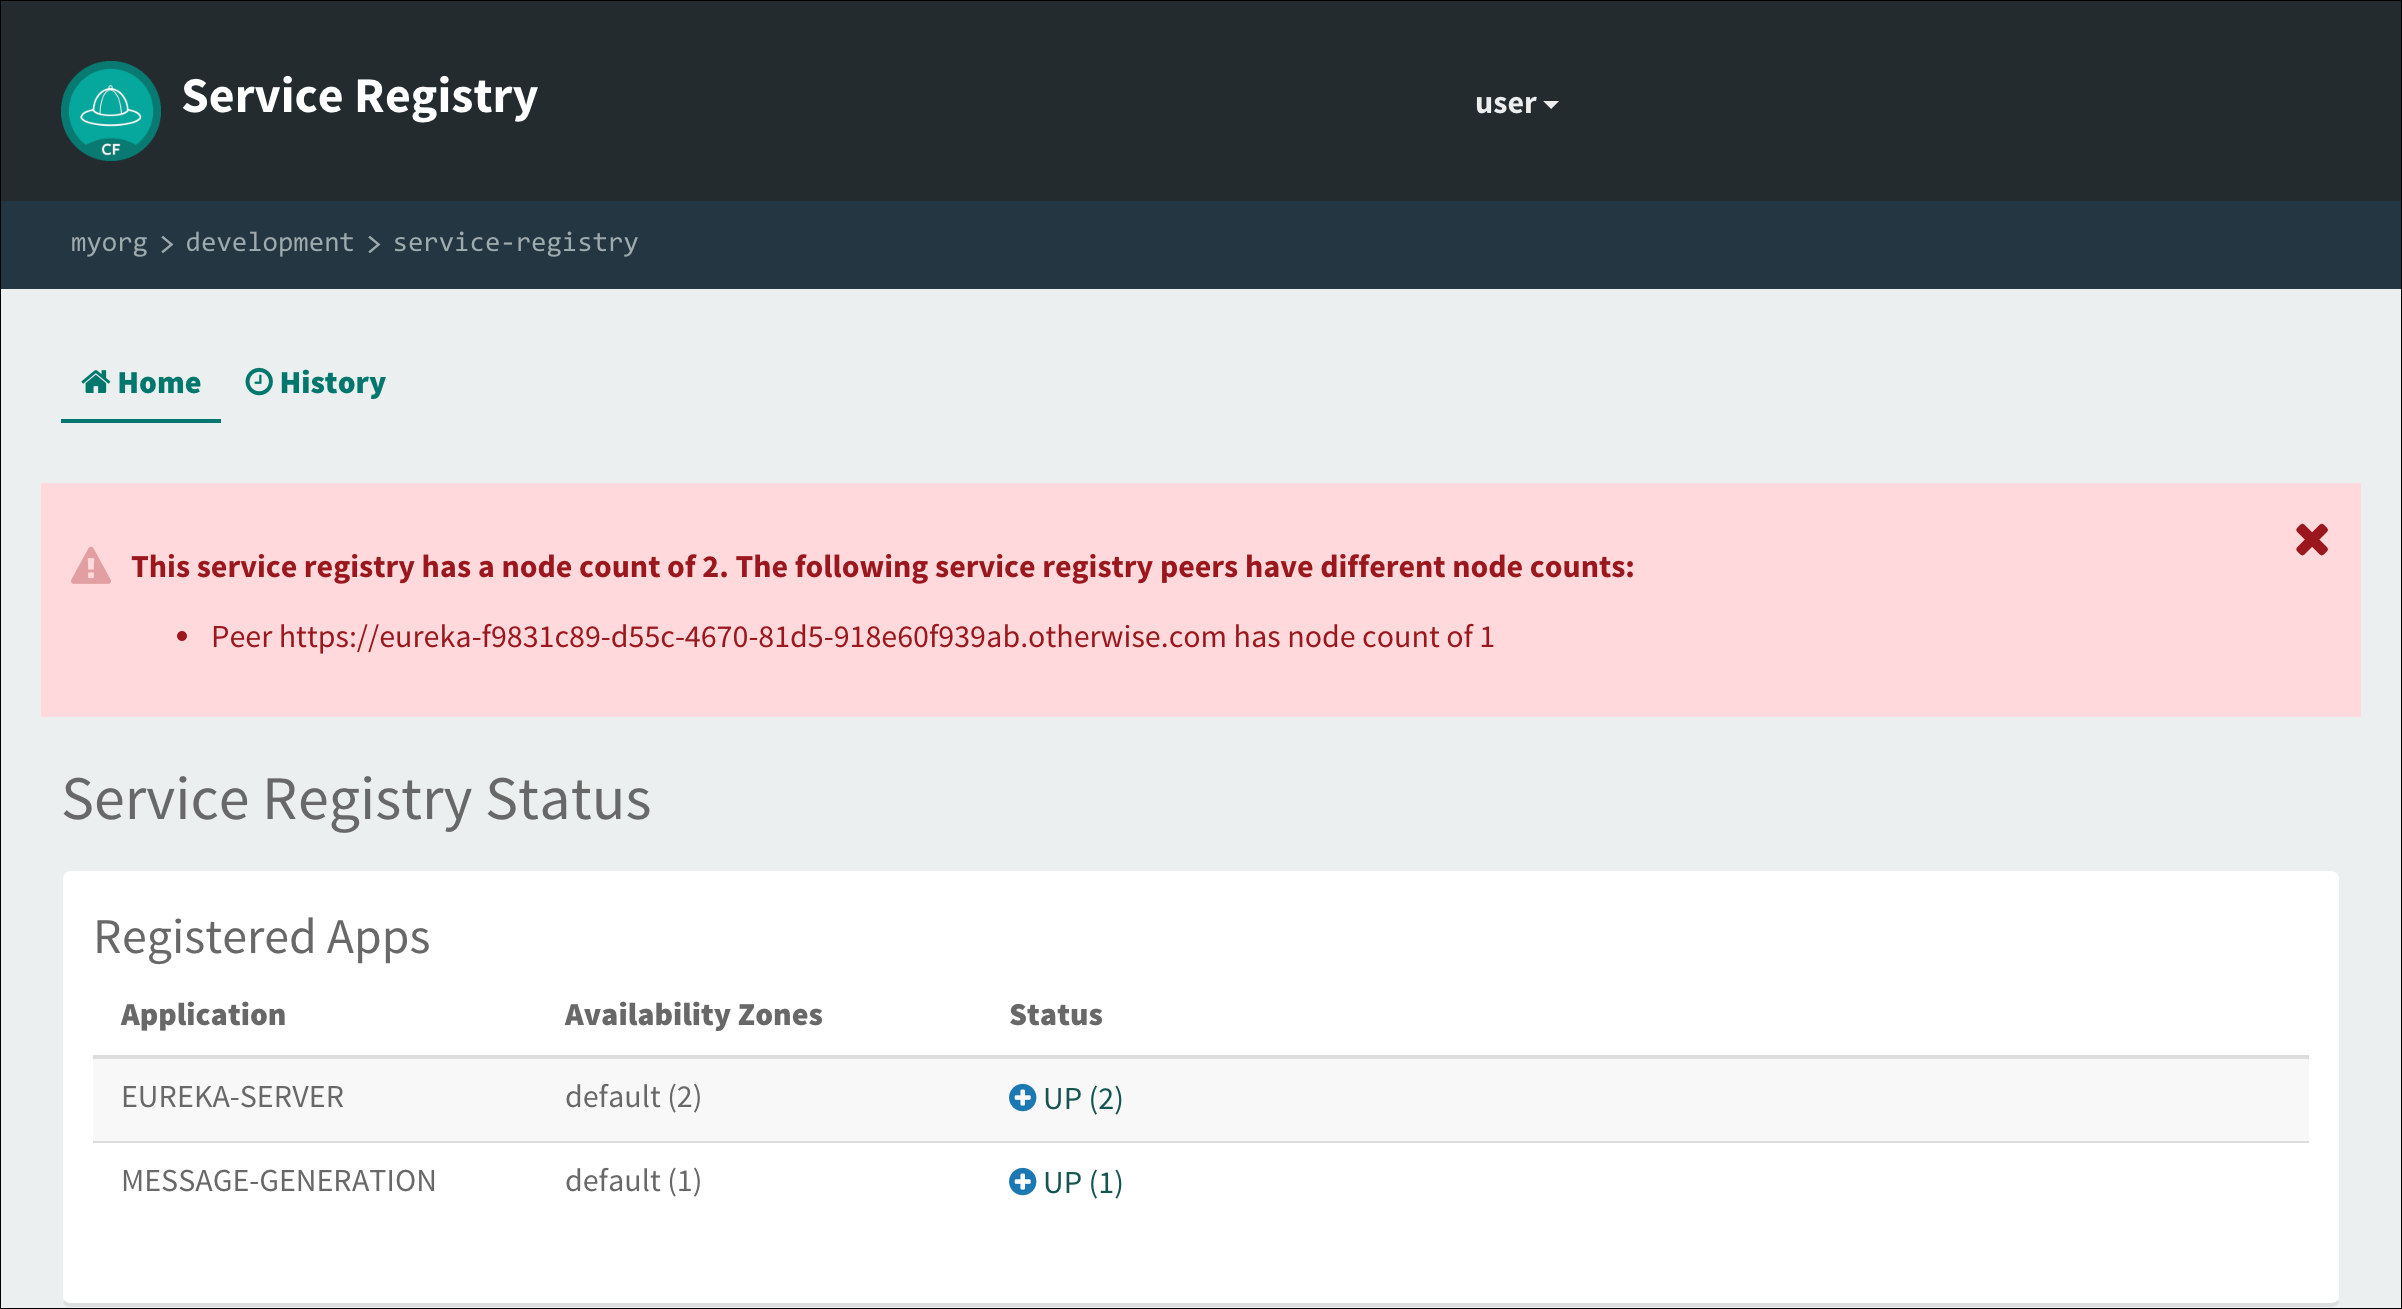 Service Registry
user
CF
myorg > development > service-registry
Home
History
This service registry has a node count of 2. The following service registry peers have different node counts:
• Peer https://eureka-f9831c89-d55c-4670-81d5-918e60f939ab.otherwise.com has node count of 1
Service Registry Status
Registered Apps
Application Availability Zones Status
EUREKA-SERVER default (2) UP (2)
MESSAGE-GENERATION default (1) UP (1)